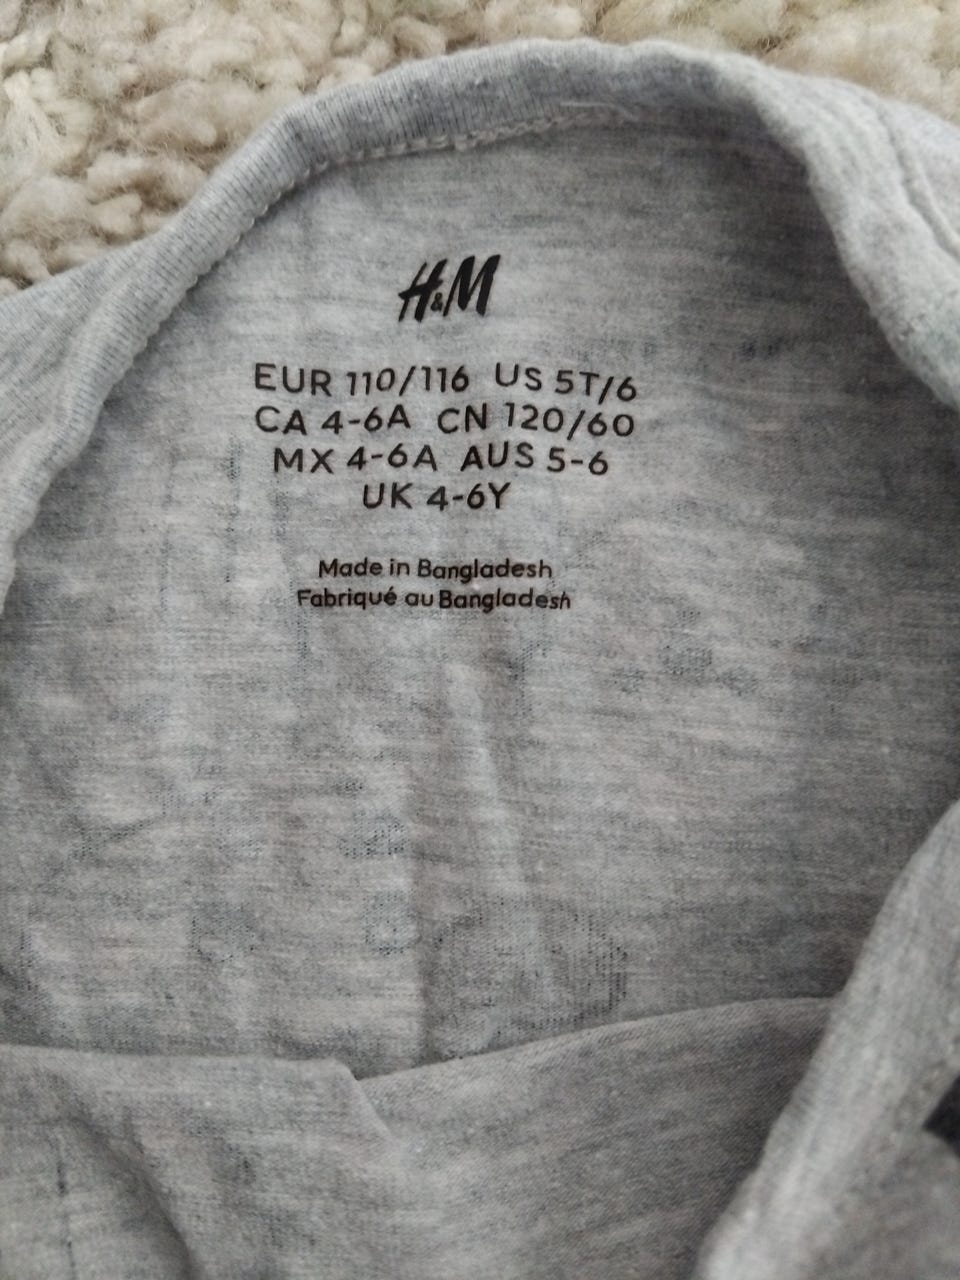 H&M
EUR 110/116 US 5T/6
CA 4-6A CN 120/60
MX 4-6A AUS 5-6
UK 4-6Y
Made in Bangladesh
Fabriqué au Bangladesh